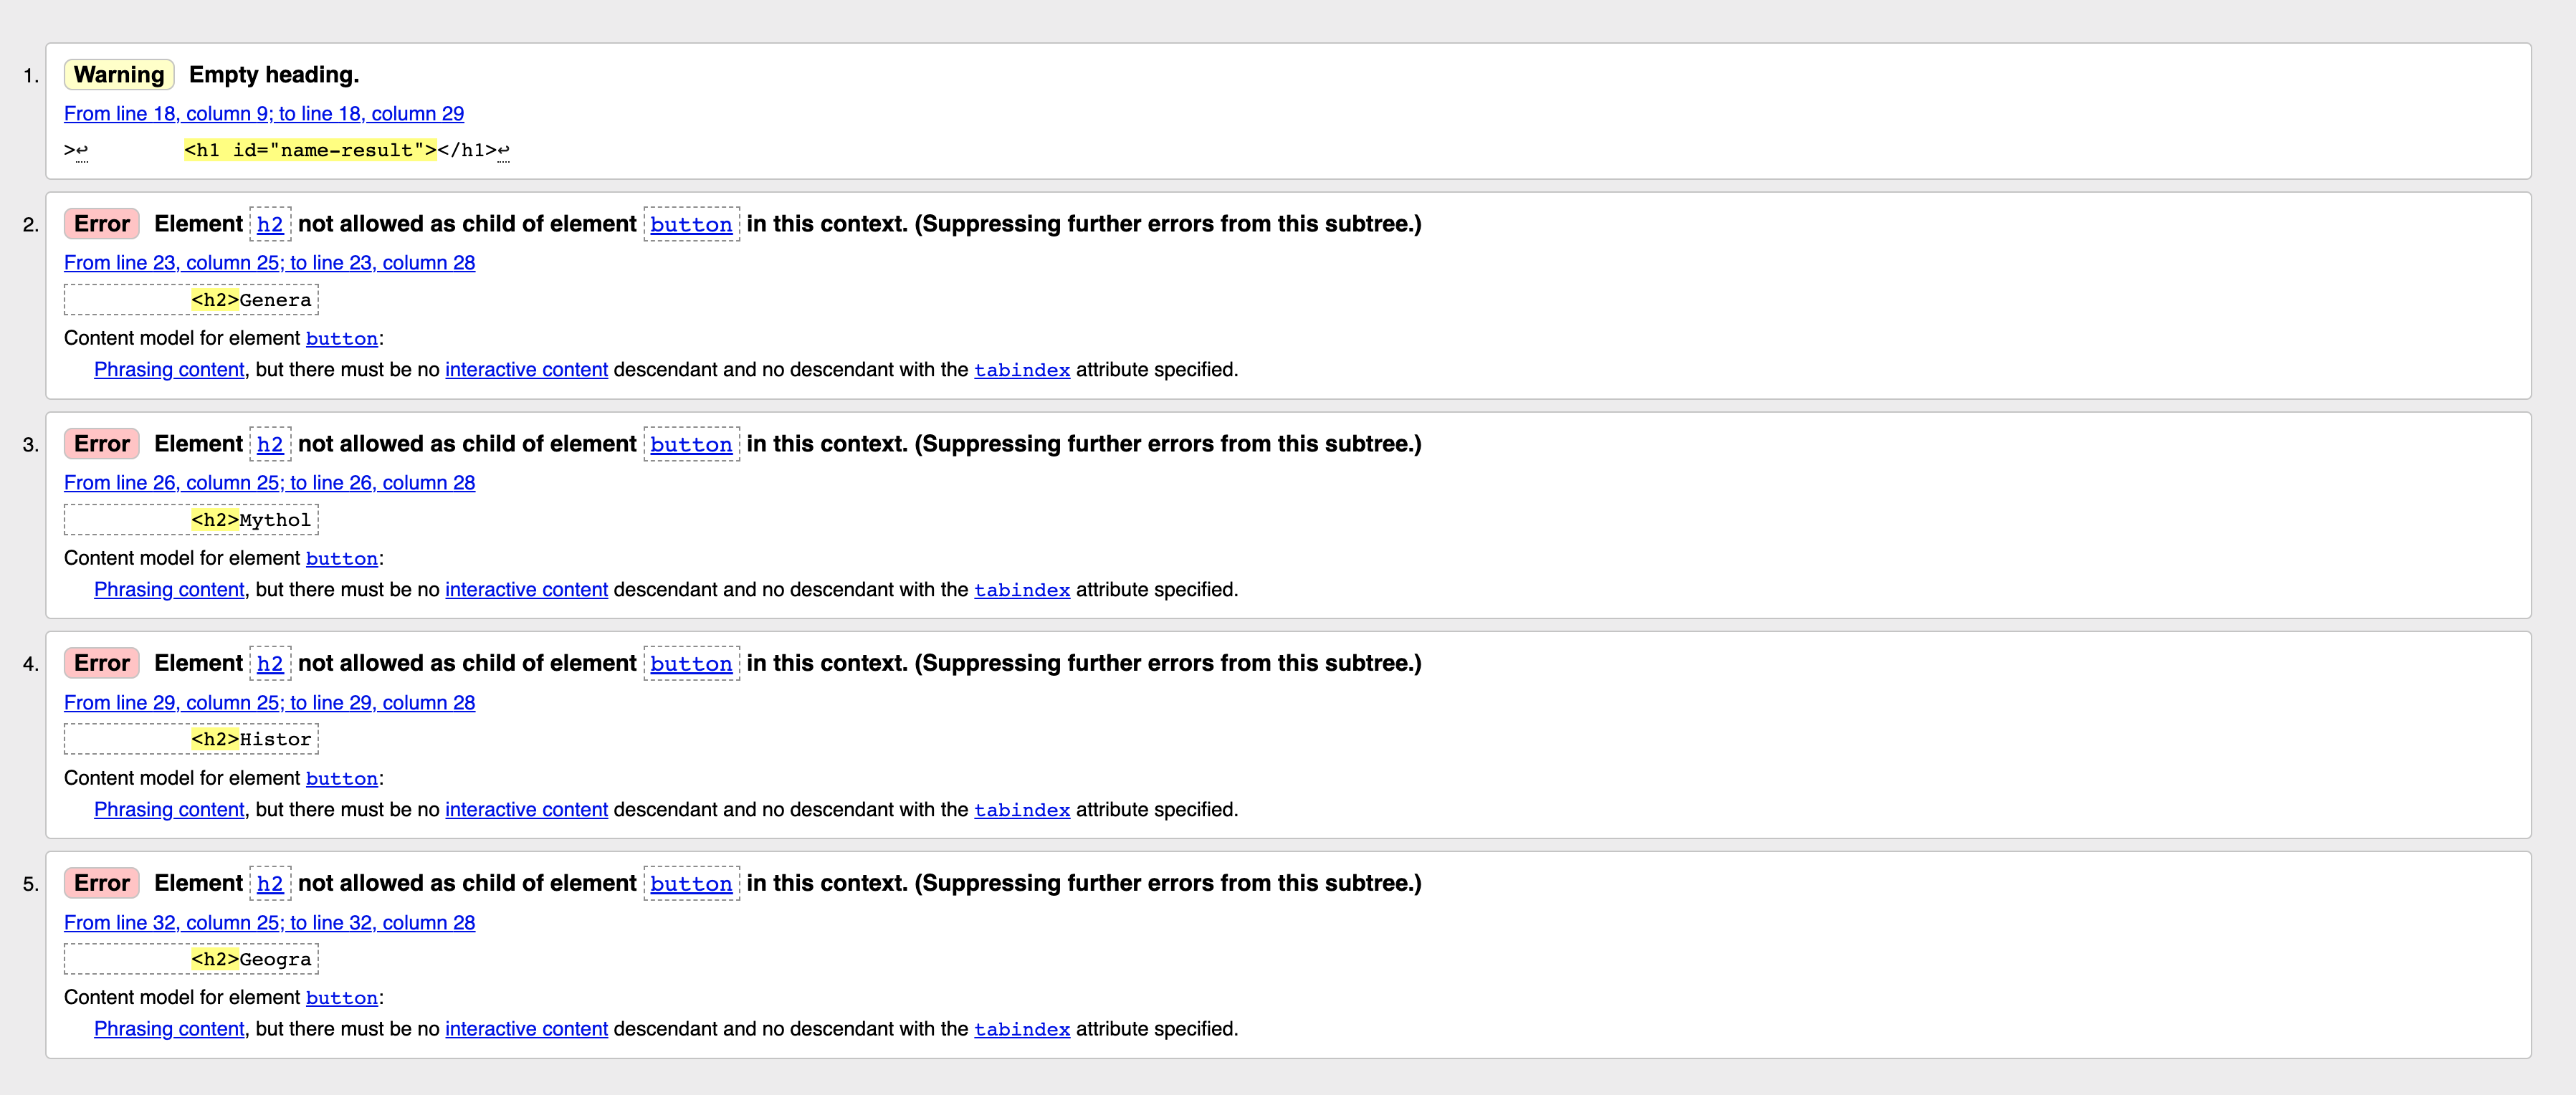 1. Warning Empty heading.
From line 18, column 9; to line 18, column 29
>↩ <h1 id="name-result"></h1>↩
2. Error Element h2 not allowed as child of element button in this context. (Suppressing further errors from this subtree.)
From line 23, column 25; to line 23, column 28
<h2>Genera
Content model for element button:
Phrasing content, but there must be no interactive content descendant and no descendant with the tabindex attribute specified.
3. Error Element h2 not allowed as child of element button in this context. (Suppressing further errors from this subtree.)
From line 26, column 25; to line 26, column 28
<h2>Mythol
Content model for element button:
Phrasing content, but there must be no interactive content descendant and no descendant with the tabindex attribute specified.
4. Error Element h2 not allowed as child of element button in this context. (Suppressing further errors from this subtree.)
From line 29, column 25; to line 29, column 28
<h2>Histor
Content model for element button:
Phrasing content, but there must be no interactive content descendant and no descendant with the tabindex attribute specified.
5. Error Element h2 not allowed as child of element button in this context. (Suppressing further errors from this subtree.)
From line 32, column 25; to line 32, column 28
<h2>Geogra
Content model for element button:
Phrasing content, but there must be no interactive content descendant and no descendant with the tabindex attribute specified.